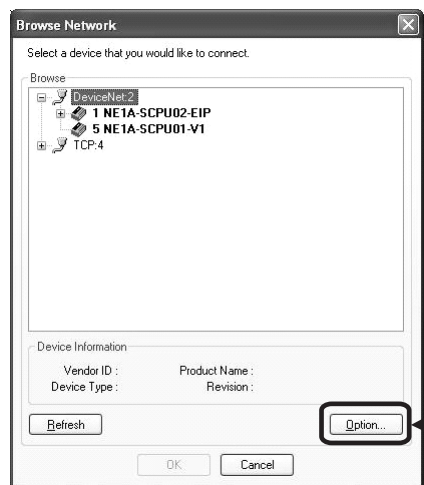 Browse Network
Select a device that you would like to connect.
Browse
DeviceNet:2
1 NE1A-SCPU02-EIP
5 NE1A-SCPU01-V1
TCP:4
Device Information
Vendor ID :
Product Name :
Device Type :
Revision :
Refresh
Option...
OK
Cancel